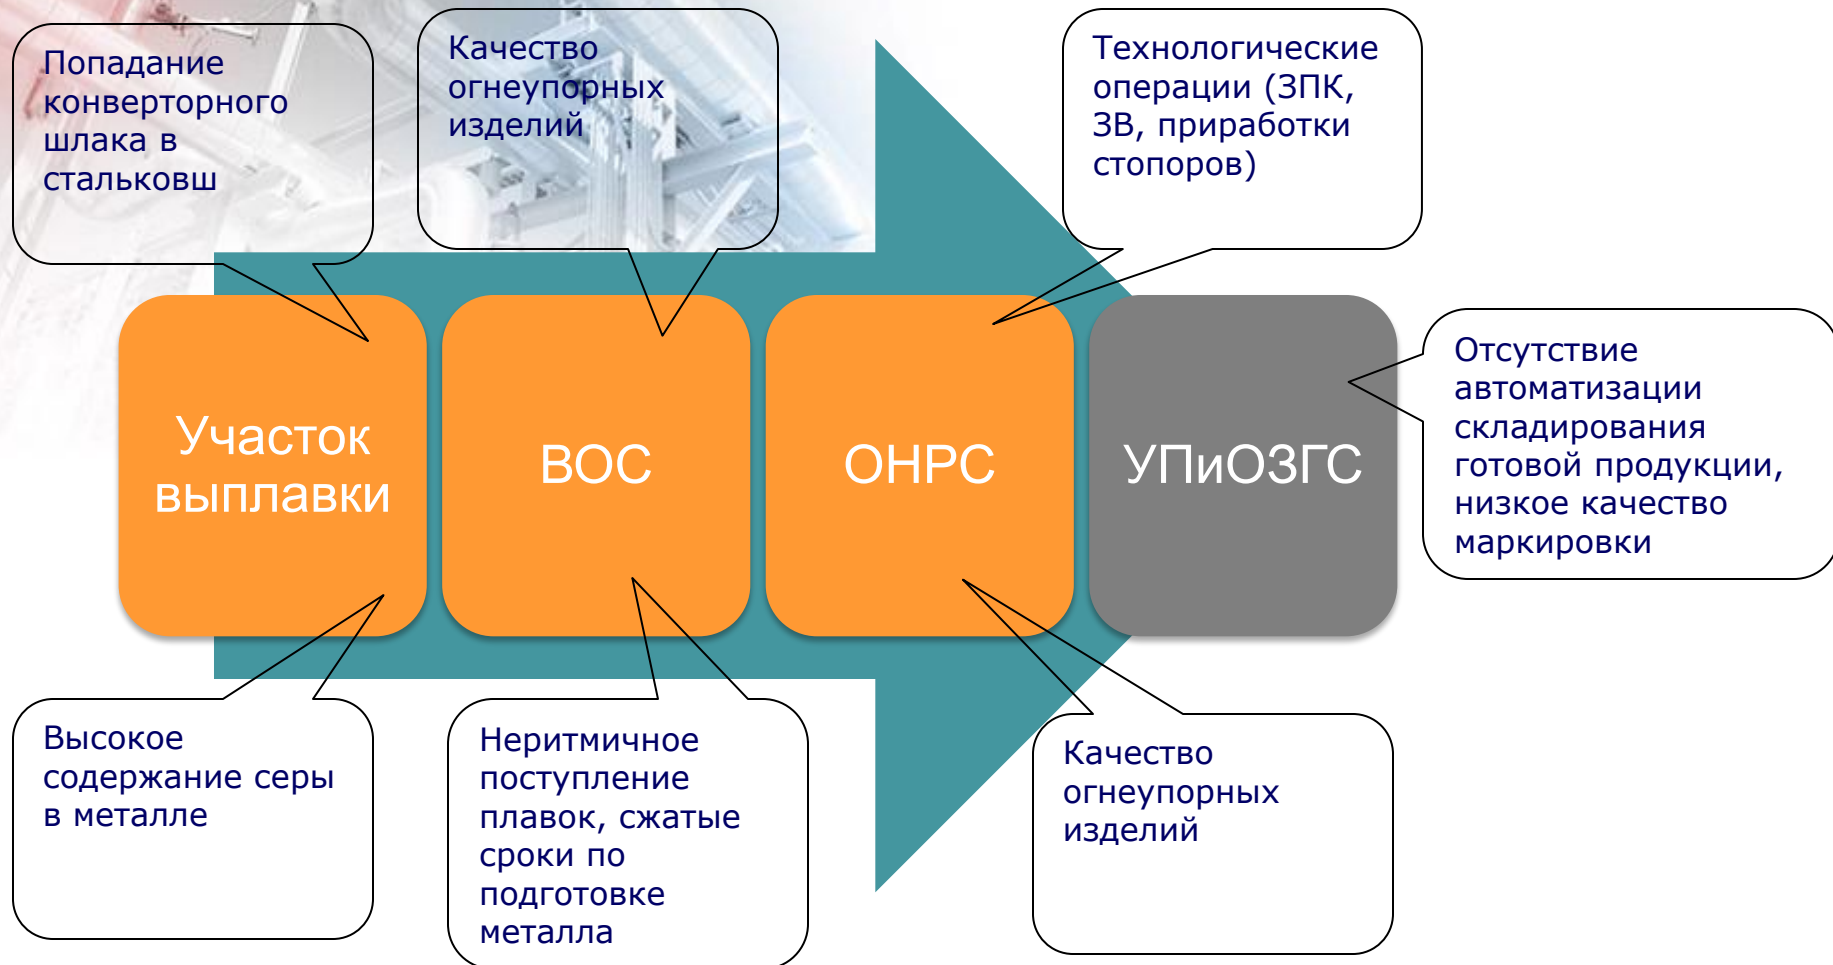 Попадание
конверторного
шлака в
стальковш
Качество
огнеупорных
изделий
Технологические
операции (ЗПК,
ЗВ, приработки
стопоров)
Участок
выплавки
ВОС
ОНРС
УПиОЗГС
Отсутствие
автоматизации
складирования
готовой продукции,
низкое качество
маркировки
Высокое
содержание серы
в металле
Неритмичное
поступление
плавок, сжатые
сроки по
подготовке
металла
Качество
огнеупорных
изделий